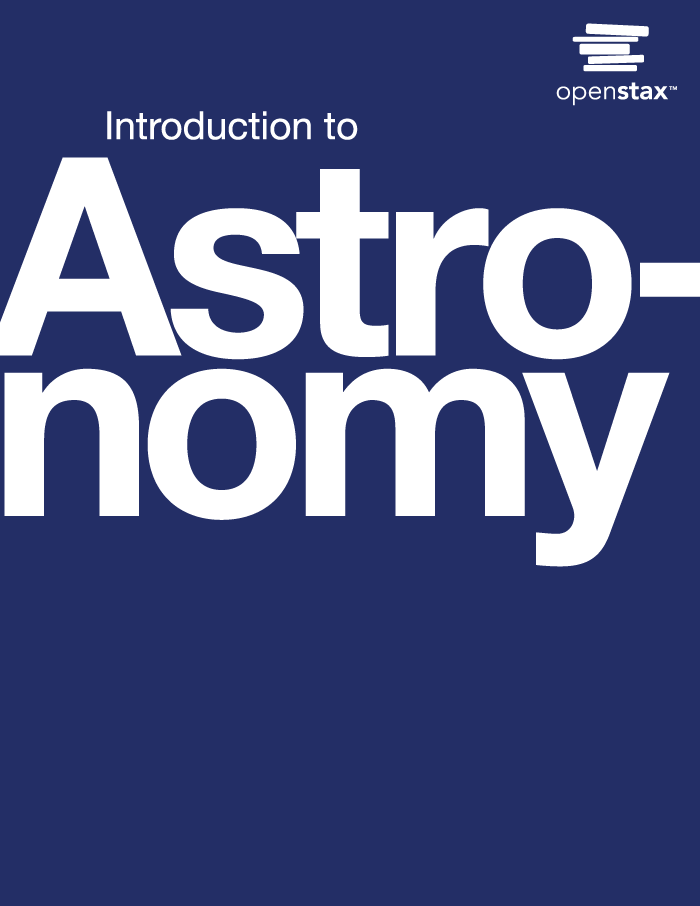 openstax™
Introduction to
Astro-
nomy